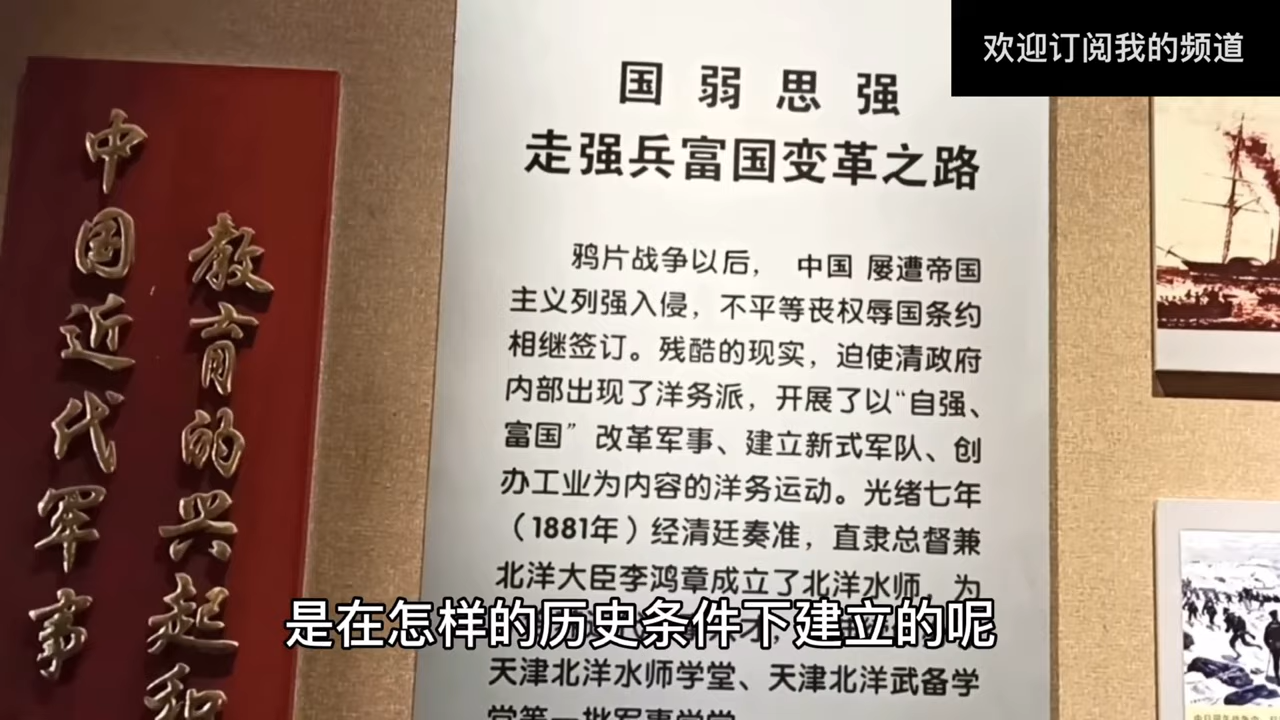 欢迎订阅我的频道
中国近代军事
教育的兴起和
国弱思强
走强兵富国变革之路
鸦片战争以后， 中国 屡遭帝国
主义列强入侵，不平等丧权辱国条约
相继签订。残酷的现实，迫使清政府
内部出现了洋务派，开展了以“自强、
富国” 改革军事、建立新式军队、创
办工业为内容的洋务运动。光绪七年
（1881年）经清廷奏准，直隶总督兼
北洋大臣李鸿章成立了北洋水师，为
是在怎样的历史条件下建立的呢
天津北洋水师学堂、天津北洋武备学
堂等一批军事学堂